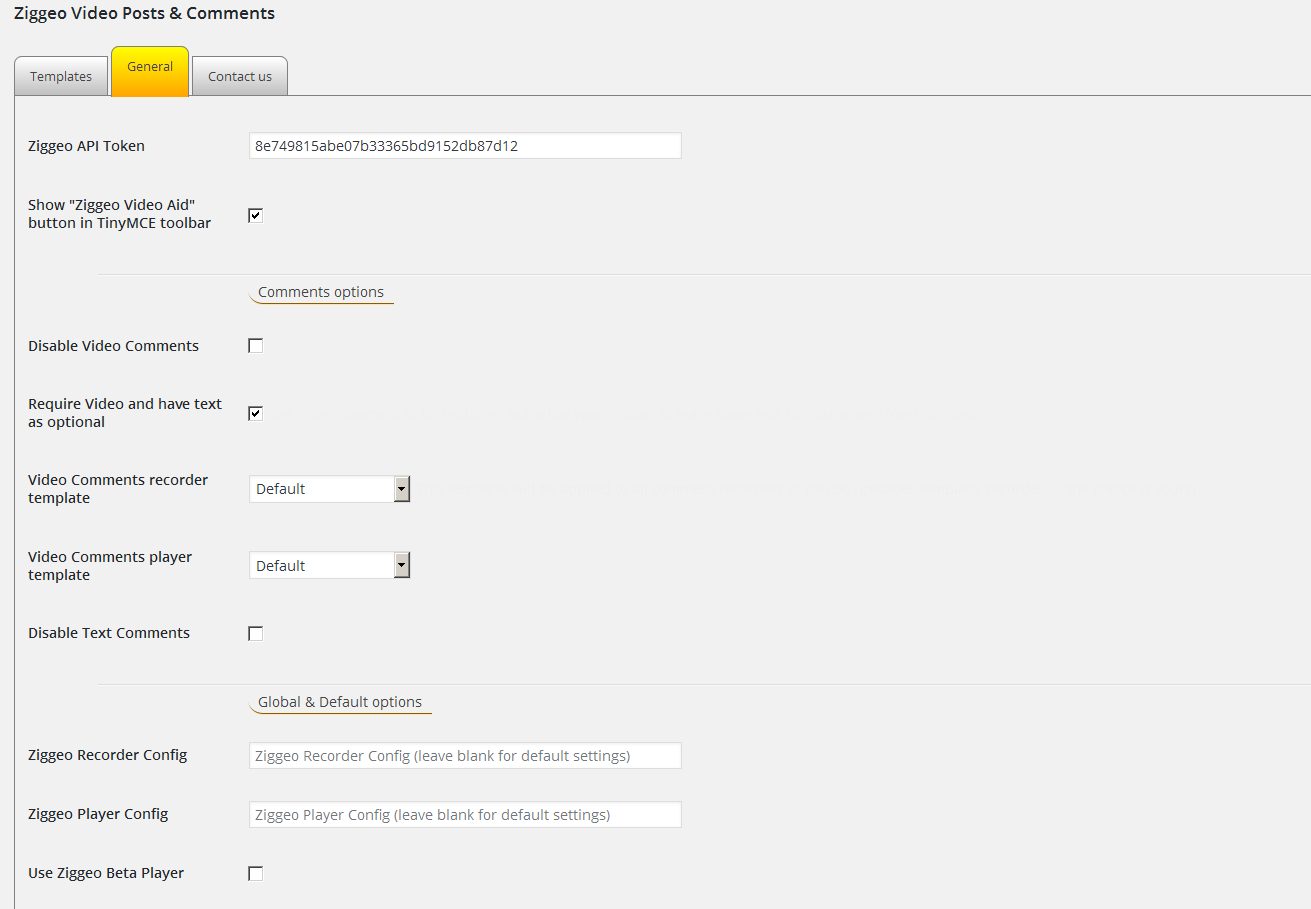 Ziggeo Video Posts & Comments
Templates
General
Contact us
Ziggeo API Token
8e749815abe07b33365bd9152db87d12
Show "Ziggeo Video Aid"
button in TinyMCE toolbar
Comments options
Disable Video Comments
Require Video and have text
as optional
Video Comments recorder
template
Default
Video Comments player
template
Default
Disable Text Comments
Global & Default options
Ziggeo Recorder Config
Ziggeo Recorder Config (leave blank for default settings)
Ziggeo Player Config
Ziggeo Player Config (leave blank for default settings)
Use Ziggeo Beta Player